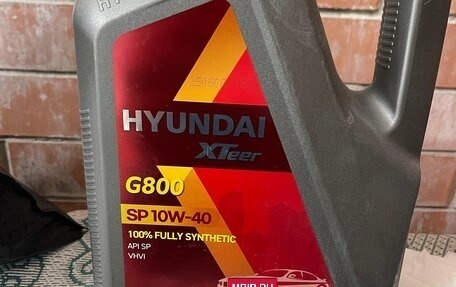 HYUNDAI
XTeer
G800
SP 10W-40
100% FULLY SYNTHETIC
API SP
VHVI